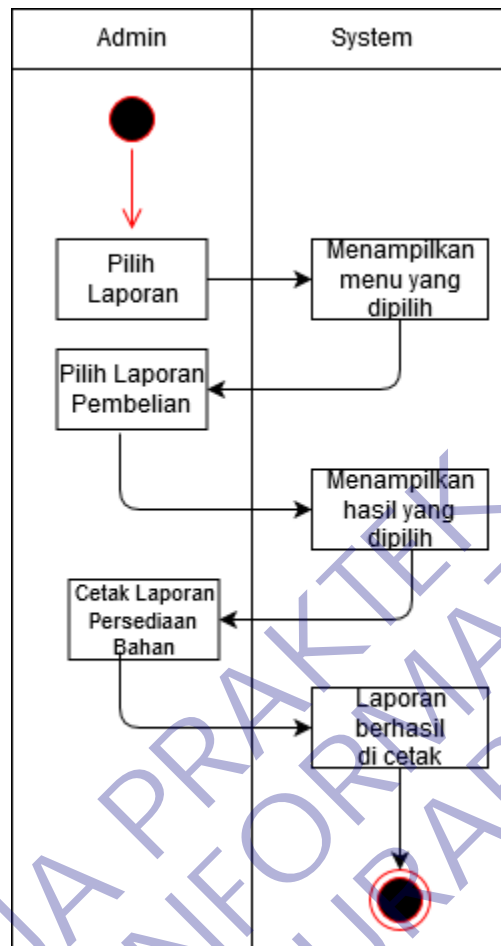 Admin
System
Pilih
Laporan
Menampilkan
menu yang
dipilih
Pilih Laporan
Pembelian
Menampilkan
hasil yang
dipilih
Cetak Laporan
Persediaan
Bahan
Laporan
berhasil
di cetak
PRAKTEK